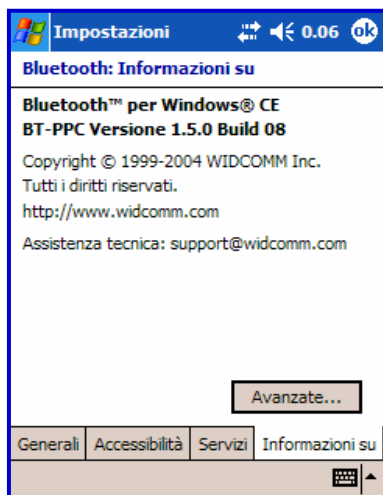 Impostazioni 0.06 ok
Bluetooth: Informazioni su
Bluetooth™ per Windows® CE
BT-PPC Versione 1.5.0 Build 08
Copyright © 1999-2004 WIDCOMM Inc.
Tutti i diritti riservati.
http://www.widcomm.com
Assistenza tecnica: support@widcomm.com
Avanzate...
Generali Accessibilità Servizi Informazioni su